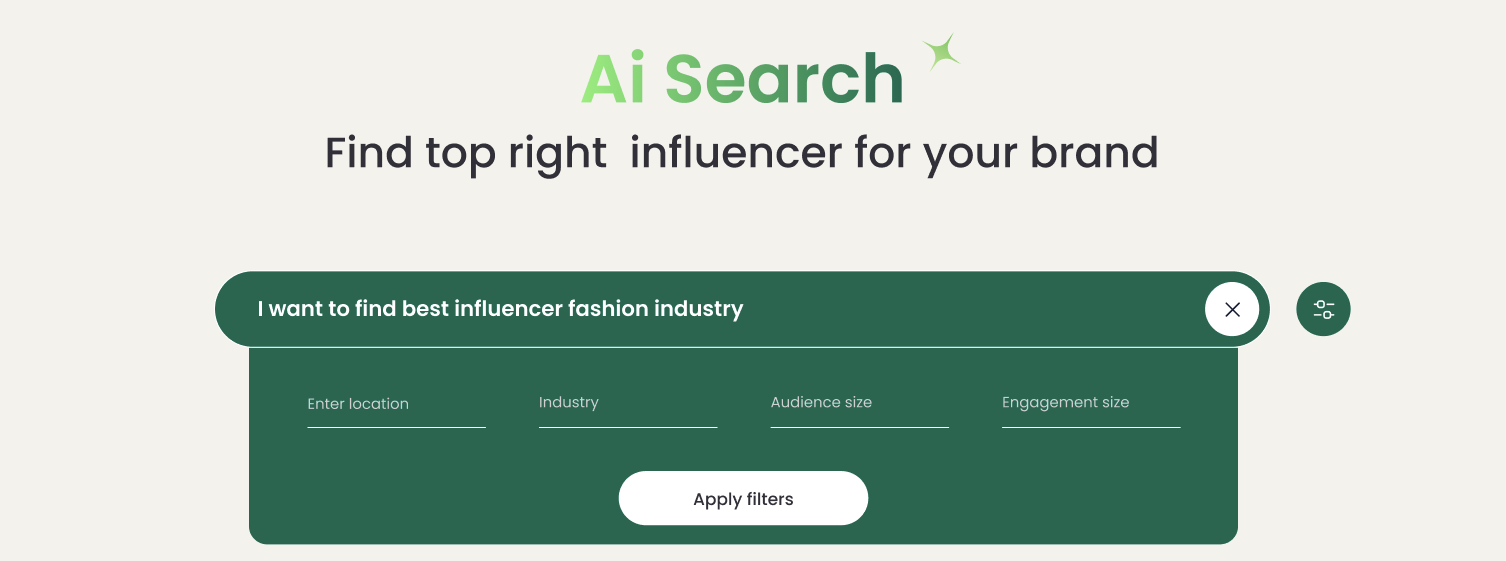 Ai Search
Find top right influencer for your brand
I want to find best influencer fashion industry
Enter location
Industry
Audience size
Engagement size
Apply filters